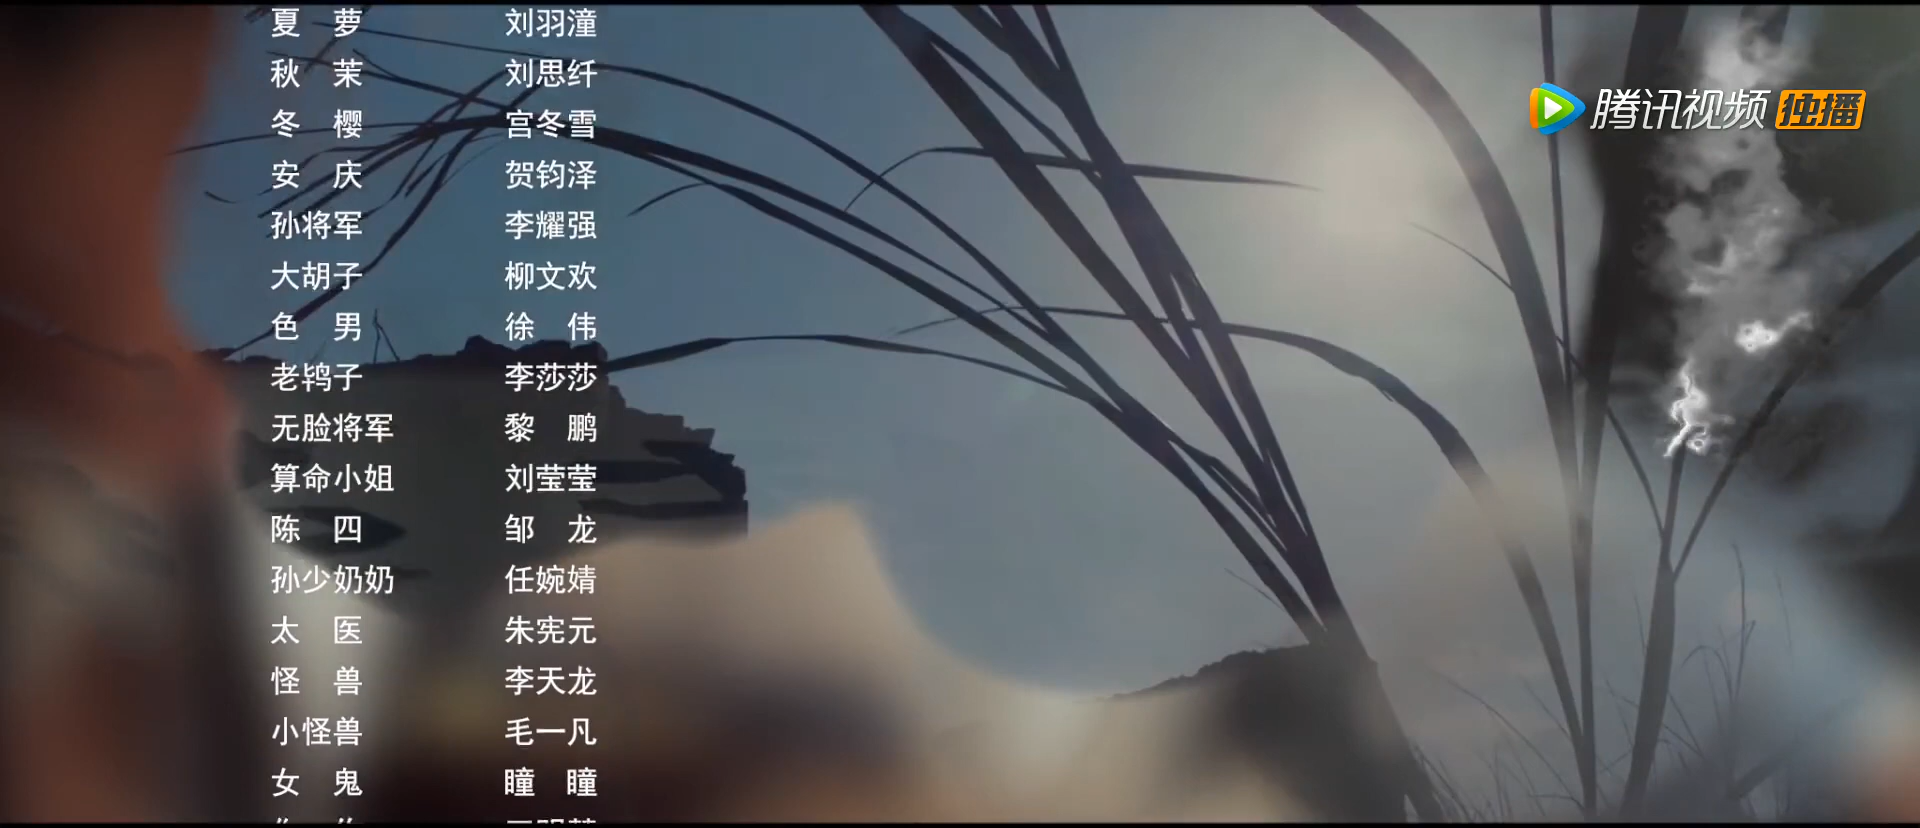 夏　萝　刘羽潼
秋　茉　刘思纤
冬　樱　宫冬雪
安　庆　贺钧泽
孙将军　李耀强
大胡子　柳文欢
色　男　徐　伟
老鸨子　李莎莎
无脸将军　黎　鹏
算命小姐　刘莹莹
陈　四　邹　龙
孙少奶奶　任婉婧
太　医　朱宪元
怪　兽　李天龙
小怪兽　毛一凡
女　鬼　瞳　瞳
腾讯视频 独播